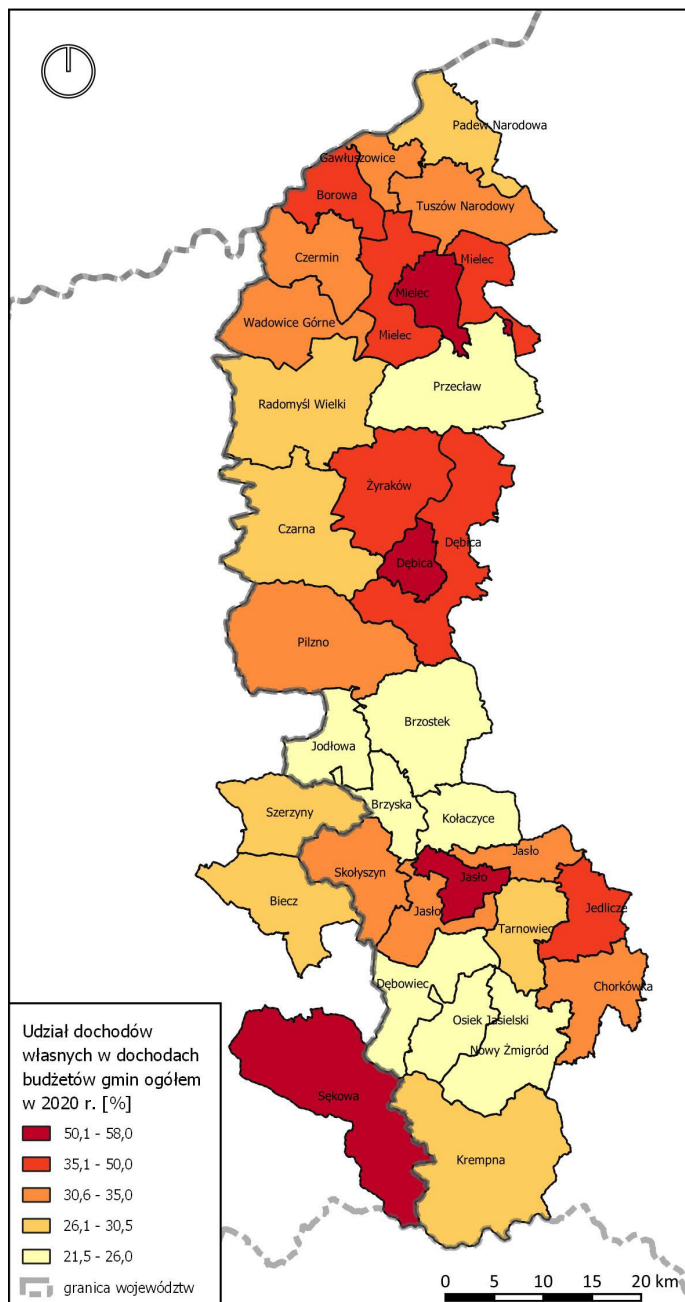 Padew Narodowa
Gawłuszowice
Borowa
Tuszów Narodowy
Czermin
Mielec
Mielec
Wadowice Górne
Mielec
Przecław
Radomyśl Wielki
Żyraków
Czarna
Dębica
Dębica
Pilzno
Brzostek
Jodłowa
Brzyska
Szerzyny
Kołaczyce
Jasło
Skołyszyn
Jasło
Jedlicze
Biecz
Jasło
Tarnowiec
Dębowiec
Chorkówka
Osiek Jasielski
Nowy Żmigród
Sękowa
Krempna
Udział dochodów
własnych w dochodach
budżetów gmin ogółem
w 2020 r. [%]
50,1 - 58,0
35,1 - 50,0
30,6 - 35,0
26,1 - 30,5
21,5 - 26,0
granica województw
0 5 10 15 20 km